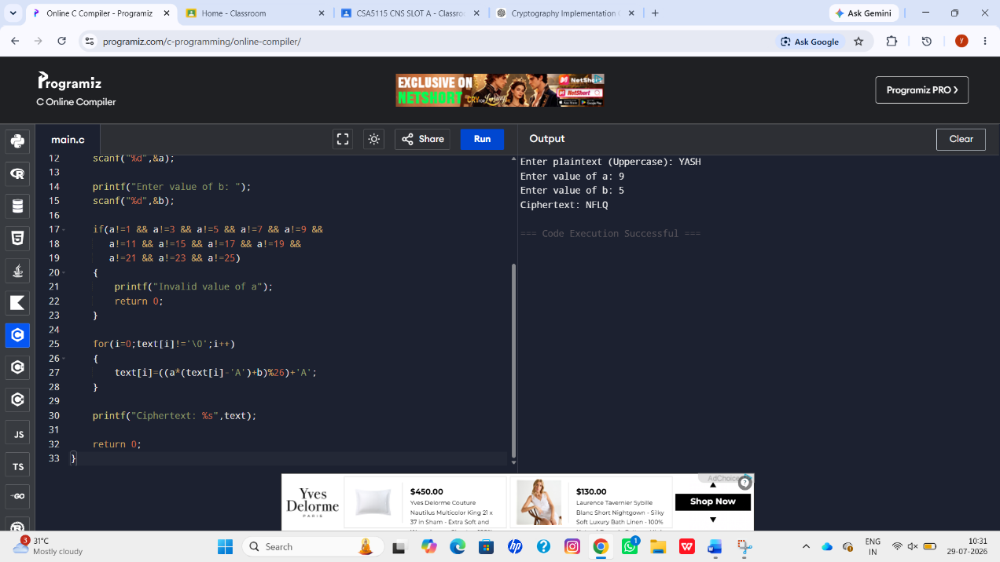 Online C Compiler - Programiz
Home - Classroom
CSA5115 CNS SLOT A - Classroo
Cryptography Implementation
Ask Gemini
programiz.com/c-programming/online-compiler/
Ask Google
y
Programiz
C Online Compiler
EXCLUSIVE ON
NETSHORT
NetShort
Programiz PRO ›
main.c
Share
Run
Output
Clear
12 scanf("%d",&a);
13
14 printf("Enter value of b: ");
15 scanf("%d",&b);
16
17 if(a!=1 && a!=3 && a!=5 && a!=7 && a!=9 &&
18 a!=11 && a!=15 && a!=17 && a!=19 &&
19 a!=21 && a!=23 && a!=25)
20 {
21 printf("Invalid value of a");
22 return 0;
23 }
24
25 for(i=0;text[i]!='\0';i++)
26 {
27 text[i]=((a*(text[i]-'A')+b)%26)+'A';
28 }
29
30 printf("Ciphertext: %s",text);
31
32 return 0;
33 }
Enter plaintext (Uppercase): YASH
Enter value of a: 9
Enter value of b: 5
Ciphertext: NFLQ
=== Code Execution Successful ===
JS
TS
GO
Yves
Delorme
PARIS
$450.00
Yves Delorme Couture
Nautilus Multicolor King 21 x
37 in Sham - Extra Soft and
$130.00
Laurence Tavernier Sybille
Blanc Short Nightgown - Silky
Soft Luxury Bath Linen - 100%
AdChoices
Shop Now
3
31°C
Mostly cloudy
Search
1
ENG
IN
10:31
29-07-2026